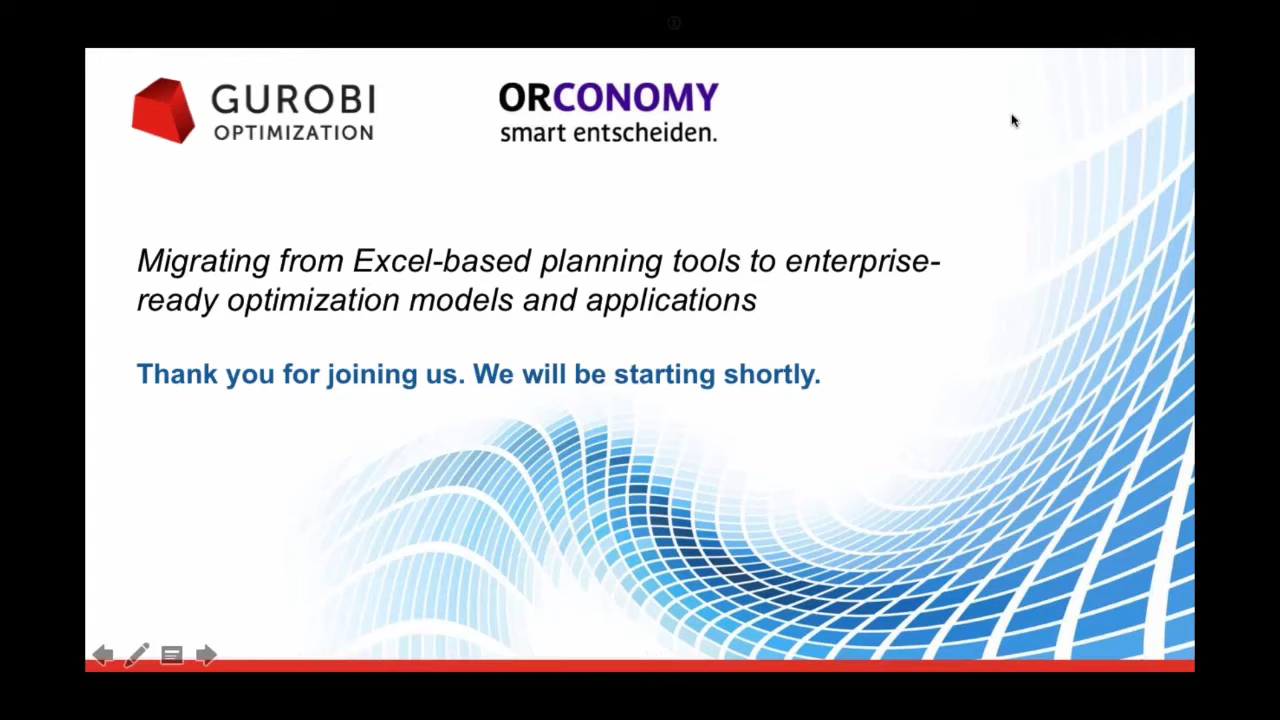 GUROBI
OPTIMIZATION
ORCONOMY
smart entscheiden.
Migrating from Excel-based planning tools to enterprise-
ready optimization models and applications
Thank you for joining us. We will be starting shortly.